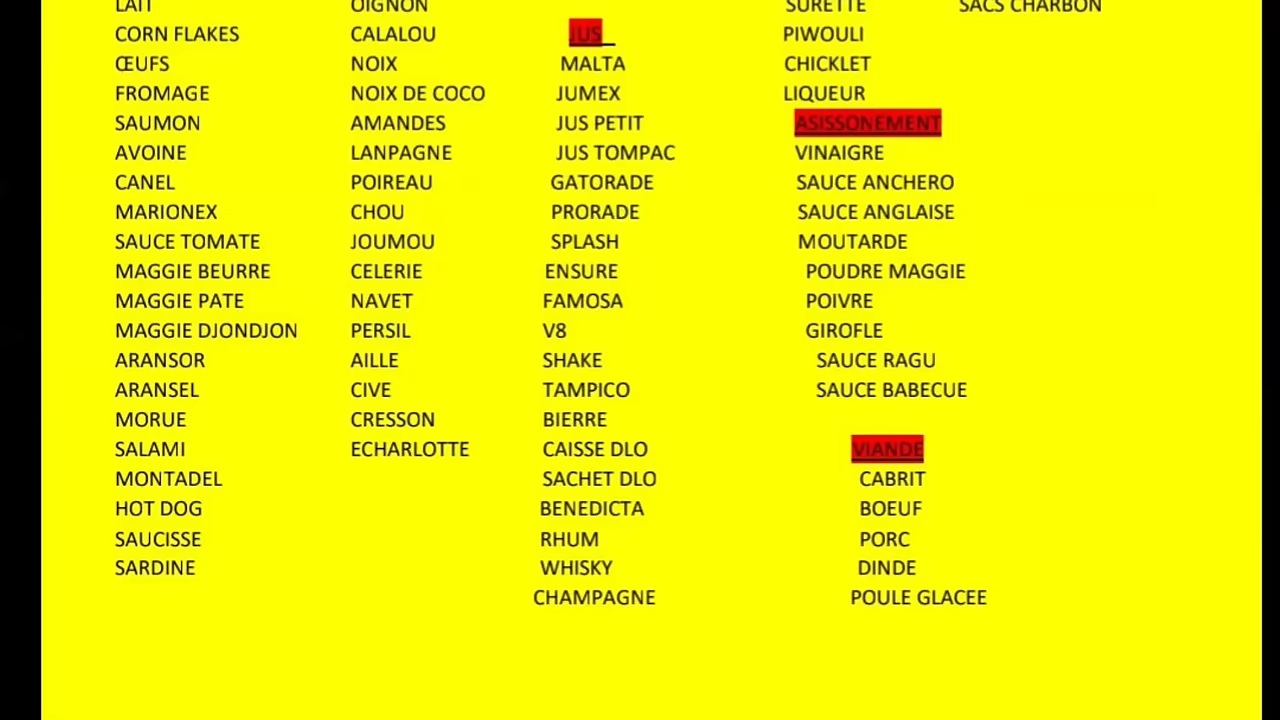 LAIT OIGNON SURETTE SACS CHARBON
CORN FLAKES CALALOU JUS PIWOULI
ŒUFS NOIX MALTA CHICKLET
FROMAGE NOIX DE COCO JUMEX LIQUEUR
SAUMON AMANDES JUS PETIT ASISSONEMENT
AVOINE LANPAGNE JUS TOMPAC VINAIGRE
CANEL POIREAU GATORADE SAUCE ANCHERO
MARIONEX CHOU PRORADE SAUCE ANGLAISE
SAUCE TOMATE JOUMOU SPLASH MOUTARDE
MAGGIE BEURRE CELERIE ENSURE POUDRE MAGGIE
MAGGIE PATE NAVET FAMOSA POIVRE
MAGGIE DJONDJON PERSIL V8 GIROFLE
ARANSOR AILLE SHAKE SAUCE RAGU
ARANSEL CIVE TAMPICO SAUCE BABECUE
MORUE CRESSON BIERRE
SALAMI ECHARLOTTE CAISSE DLO VIANDE
MONTADEL SACHET DLO CABRIT
HOT DOG BENEDICTA BOEUF
SAUCISSE RHUM PORC
SARDINE WHISKY DINDE
CHAMPAGNE POULE GLACEE